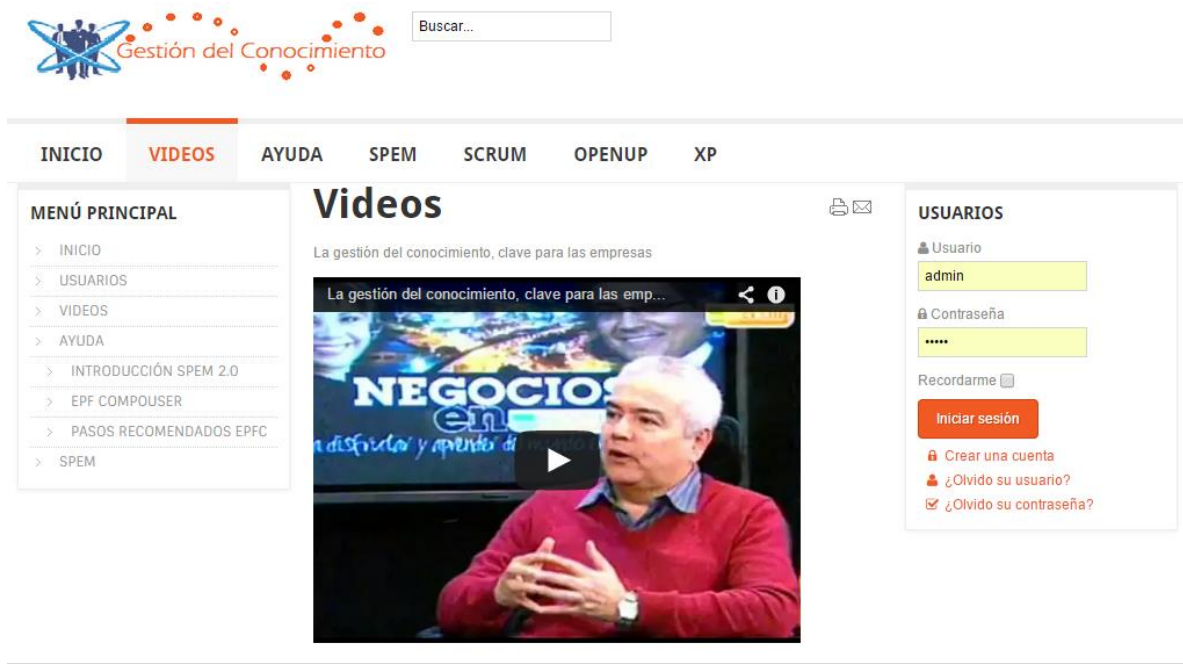 Gestión del Conocimiento
Buscar...
INICIO VIDEOS AYUDA SPEM SCRUM OPENUP XP
MENÚ PRINCIPAL
INICIO
USUARIOS
VIDEOS
AYUDA
INTRODUCCIÓN SPEM 2.0
EPF COMPOUSER
PASOS RECOMENDADOS EPFC
SPEM
Videos
La gestión del conocimiento, clave para las empresas
La gestión del conocimiento, clave para las emp...
NEGOCIOS
en
a disfrutar y aprender
USUARIOS
Usuario
admin
Contraseña
•••••
Recordarme
Iniciar sesión
Crear una cuenta
¿Olvido su usuario?
¿Olvido su contraseña?